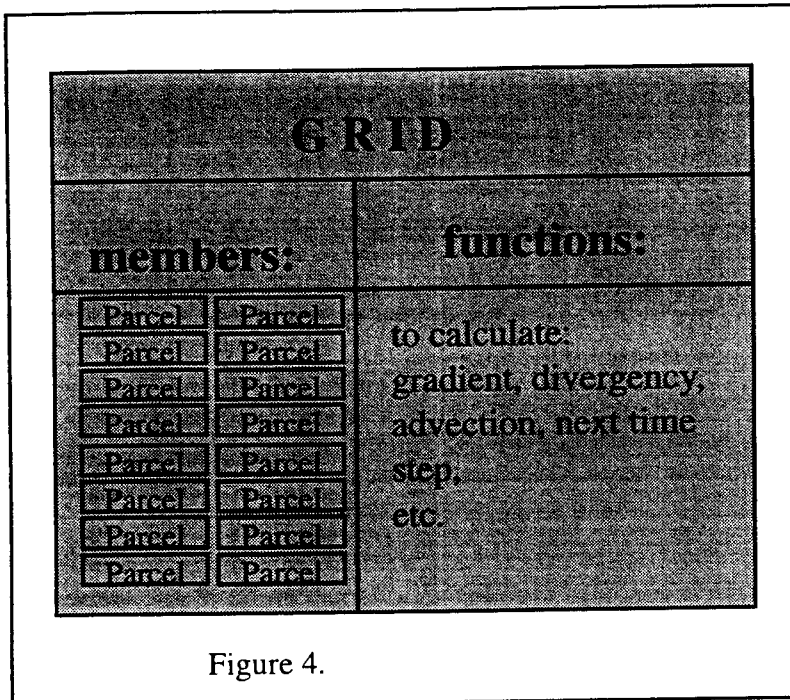 GRID
members:
functions:
Parcel Parcel
Parcel Parcel
Parcel Parcel
Parcel Parcel
Parcel Parcel
Parcel Parcel
Parcel Parcel
Parcel Parcel
to calculate:
gradient, divergency,
advection, next time
step,
etc.
Figure 4.